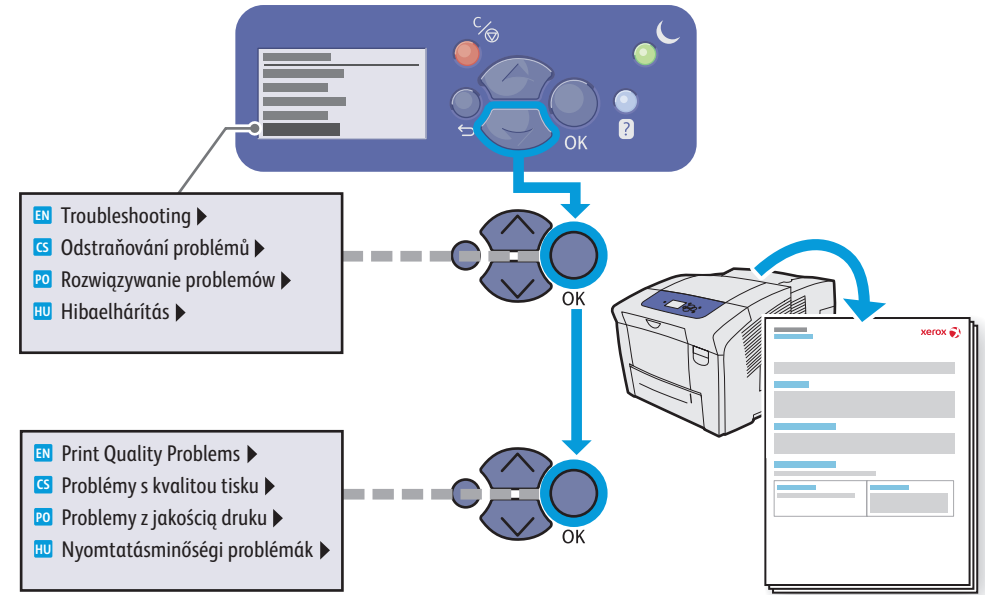 C/
?
OK
EN Troubleshooting
CS Odstraňování problémů
PO Rozwiązywanie problemów
HU Hibaelhárítás
OK
xerox
EN Print Quality Problems
CS Problémy s kvalitou tisku
PO Problemy z jakością druku
HU Nyomtatásminőségi problémák
OK